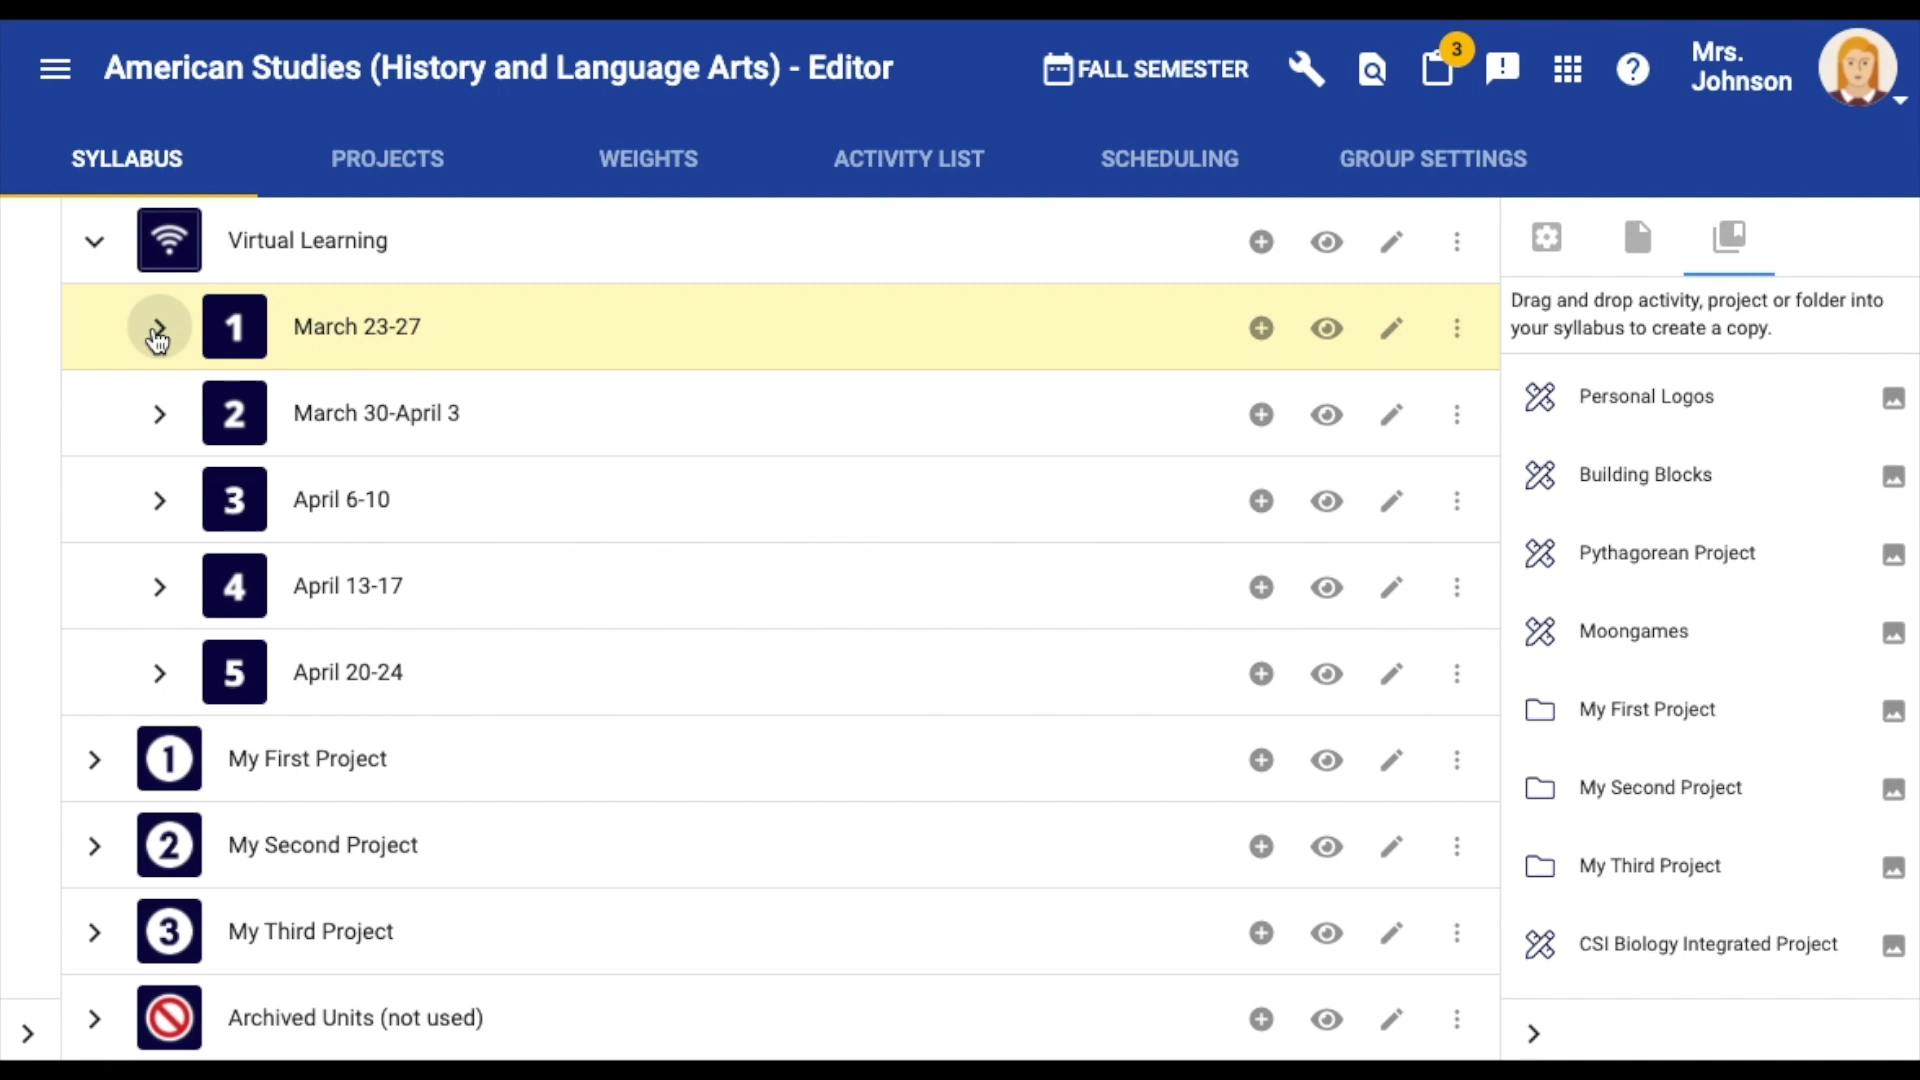 American Studies (History and Language Arts) - Editor
FALL SEMESTER
3
Mrs.
Johnson
SYLLABUS
PROJECTS
WEIGHTS
ACTIVITY LIST
SCHEDULING
GROUP SETTINGS
Virtual Learning
1 March 23-27
2 March 30-April 3
3 April 6-10
4 April 13-17
5 April 20-24
1 My First Project
2 My Second Project
3 My Third Project
Archived Units (not used)
Drag and drop activity, project or folder into
your syllabus to create a copy.
Personal Logos
Building Blocks
Pythagorean Project
Moongames
My First Project
My Second Project
My Third Project
CSI Biology Integrated Project